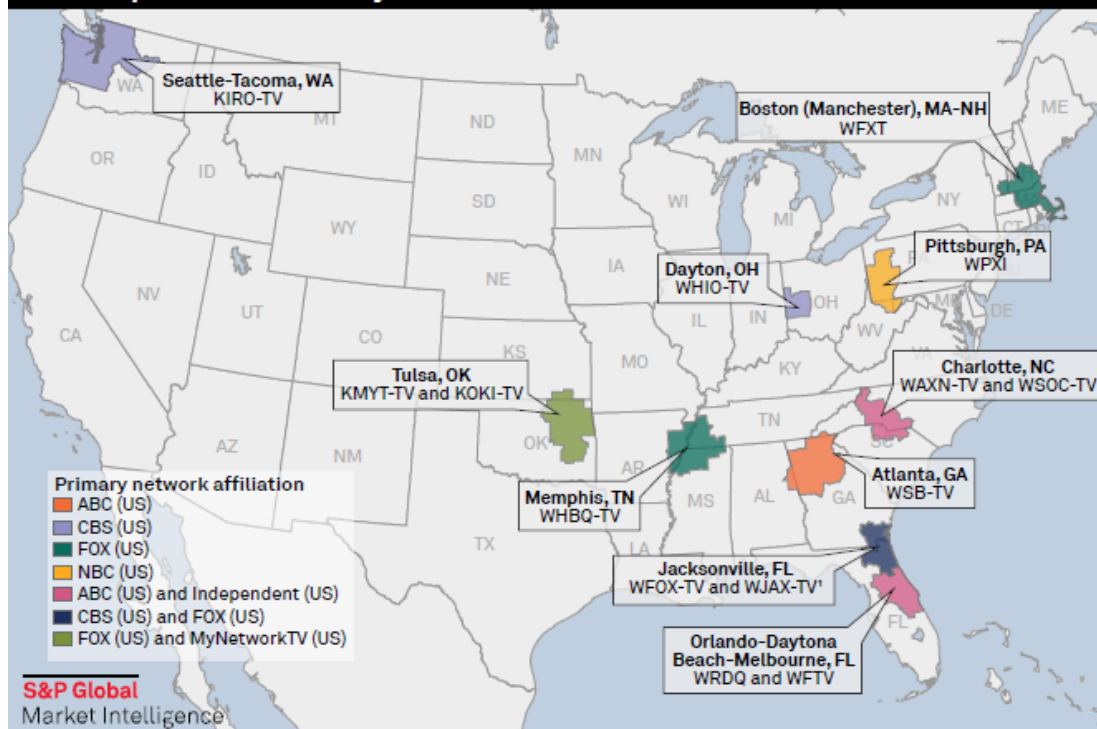 Seattle-Tacoma, WA
KIRO-TV
Boston (Manchester), MA-NH
WFXT
Pittsburgh, PA
WPXI
Dayton, OH
WHIO-TV
Charlotte, NC
WAXN-TV and WSOC-TV
Tulsa, OK
KMYT-TV and KOKI-TV
Atlanta, GA
WSB-TV
Memphis, TN
WHBQ-TV
Jacksonville, FL
WFOX-TV and WJAX-TV¹
Orlando-Daytona
Beach-Melbourne, FL
WRDQ and WFTV
WA
MT
ND
MN
ME
OR
ID
SD
WI
MI
NY
WY
CT
IA
NE
PA
NV
UT
IL
IN
OH
DE
CA
CO
WV
VA
KS
MO
KY
AZ
NM
OK
AR
TN
SC
MS
AL
GA
TX
LA
FL
Primary network affiliation
ABC (US)
CBS (US)
FOX (US)
NBC (US)
ABC (US) and Independent (US)
CBS (US) and FOX (US)
FOX (US) and MyNetworkTV (US)
S&P Global
Market Intelligence